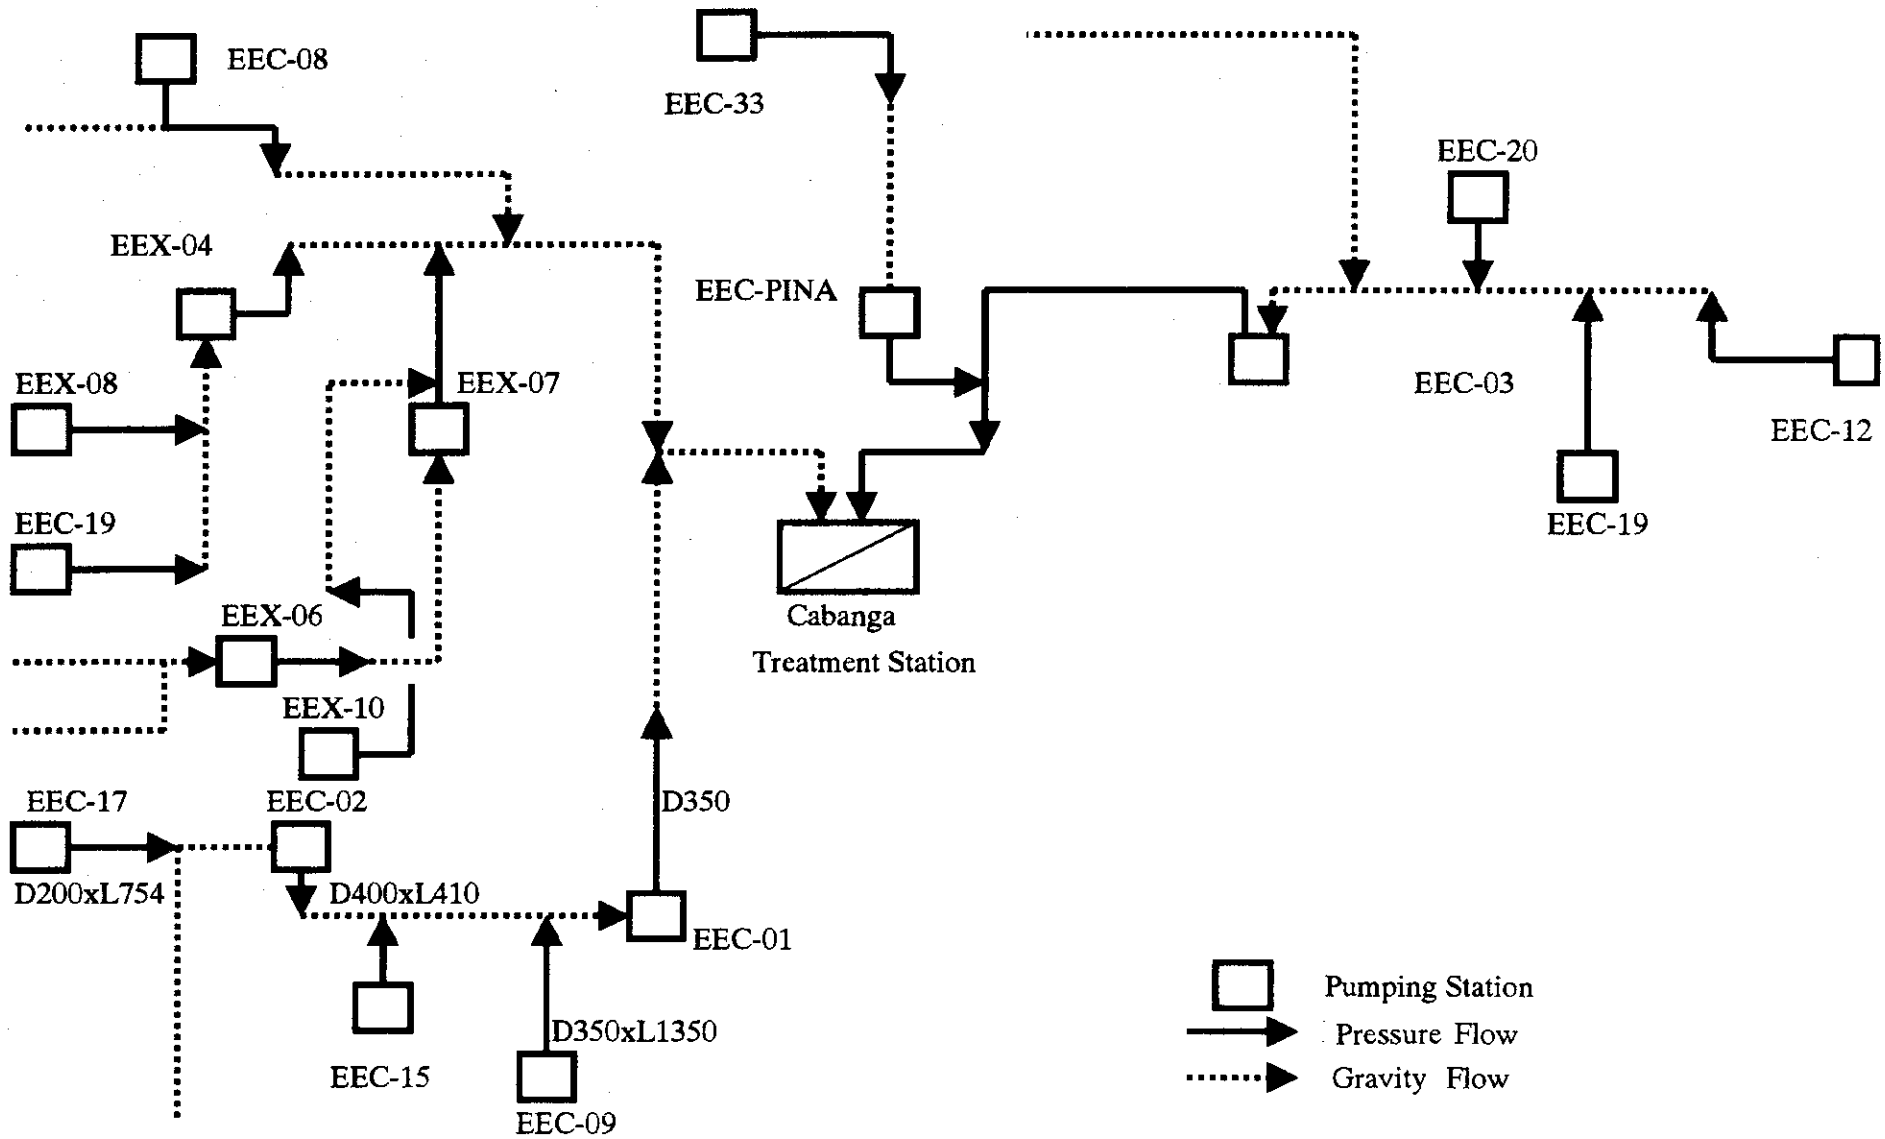 EEC-08
EEC-33
EEC-20
EEX-04
EEC-PINA
EEX-08
EEX-07
EEC-03
EEC-12
EEC-19
EEC-19
EEX-06
Cabanga
Treatment Station
EEX-10
EEC-17
EEC-02
D350
D200xL754
D400xL410
EEC-01
Pumping Station
D350xL1350
Pressure Flow
EEC-15
Gravity Flow
EEC-09